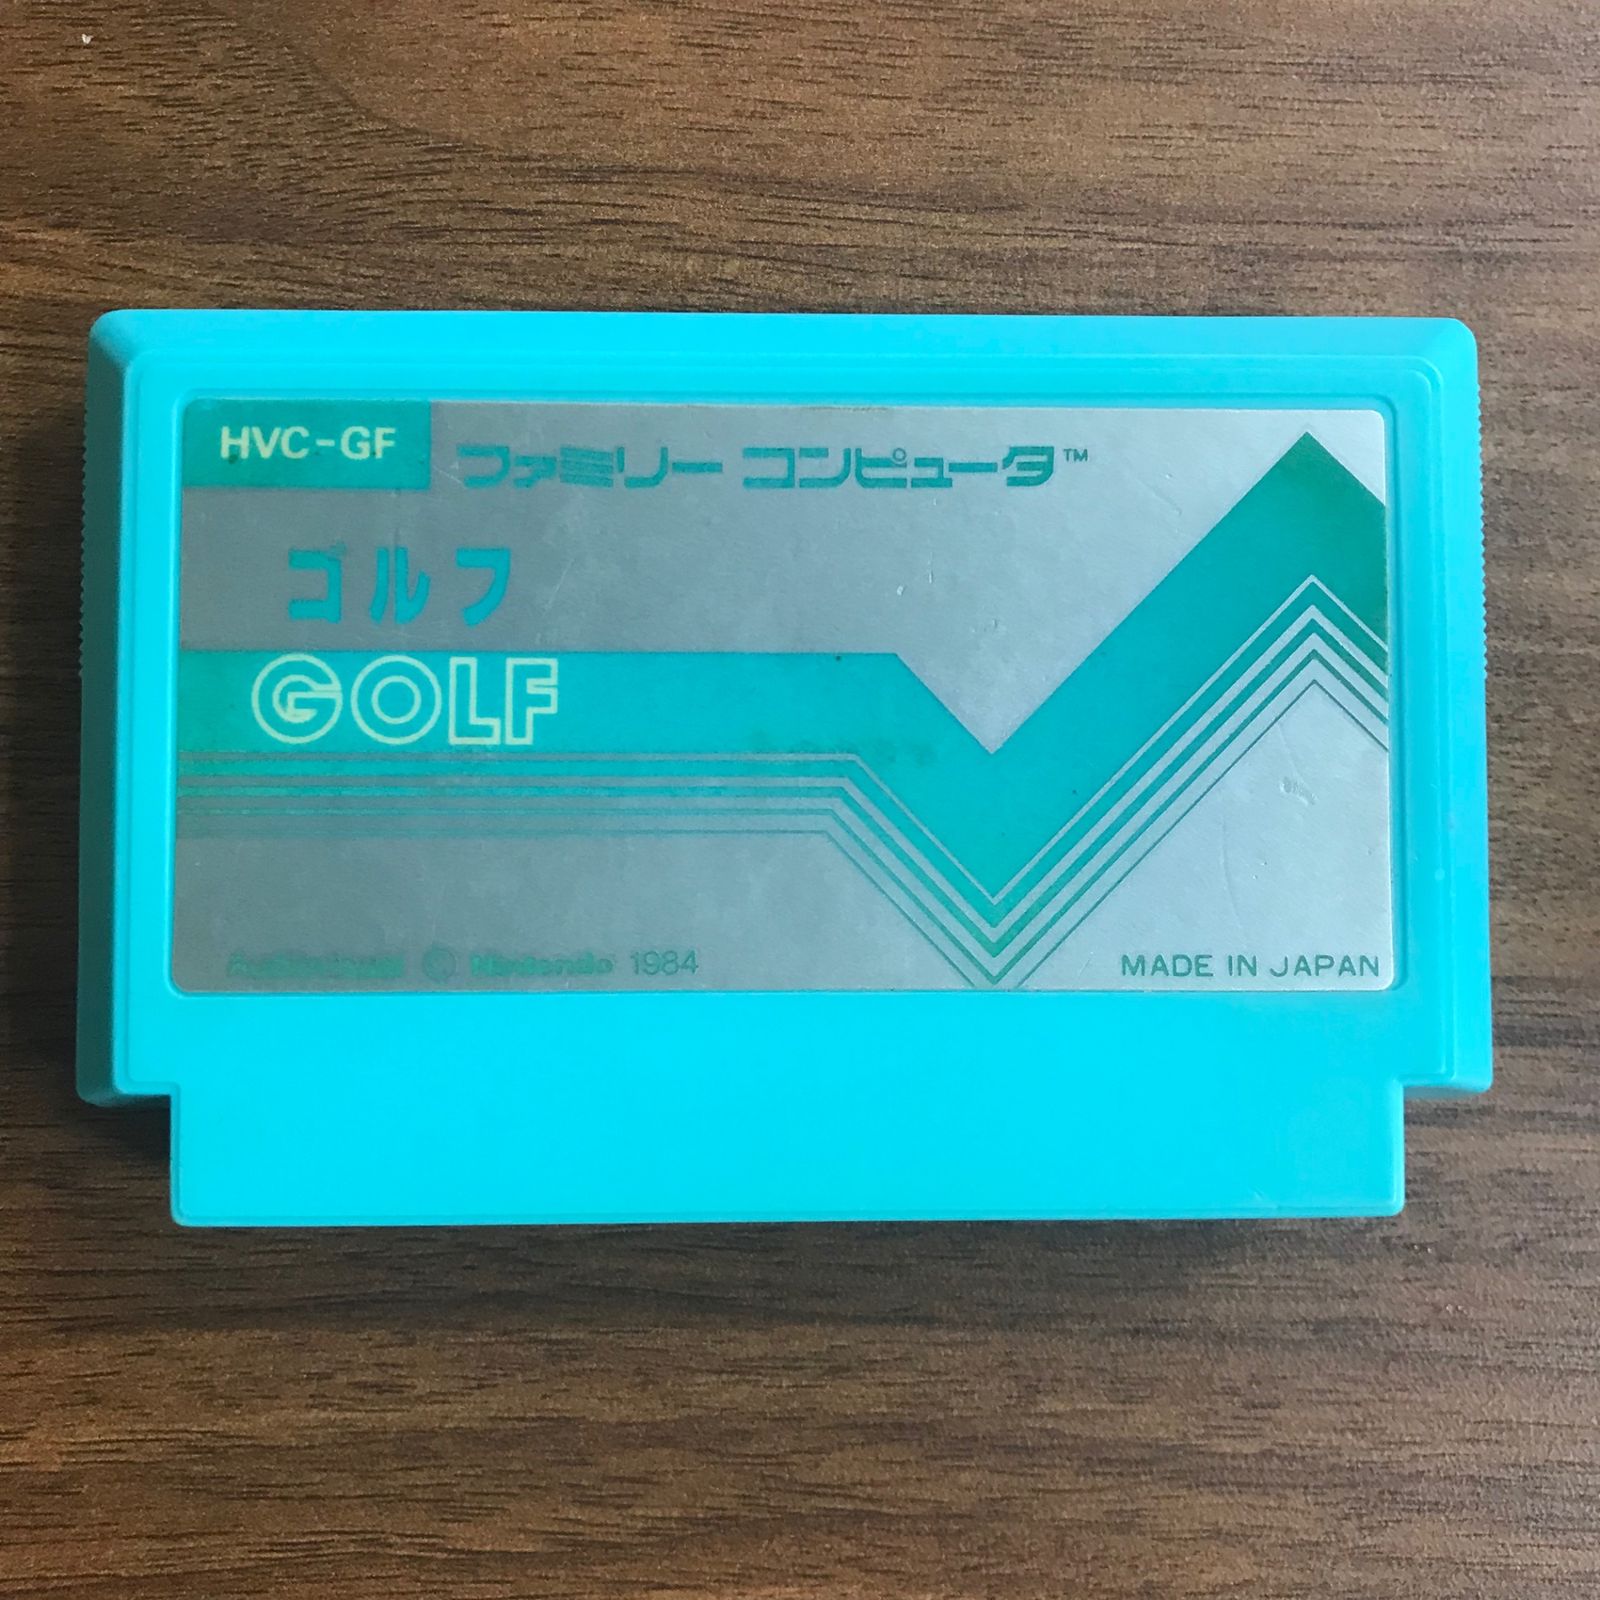 HVC-GF
ファミリー コンピュータ™
ゴルフ
GOLF
© Nintendo 1984
MADE IN JAPAN